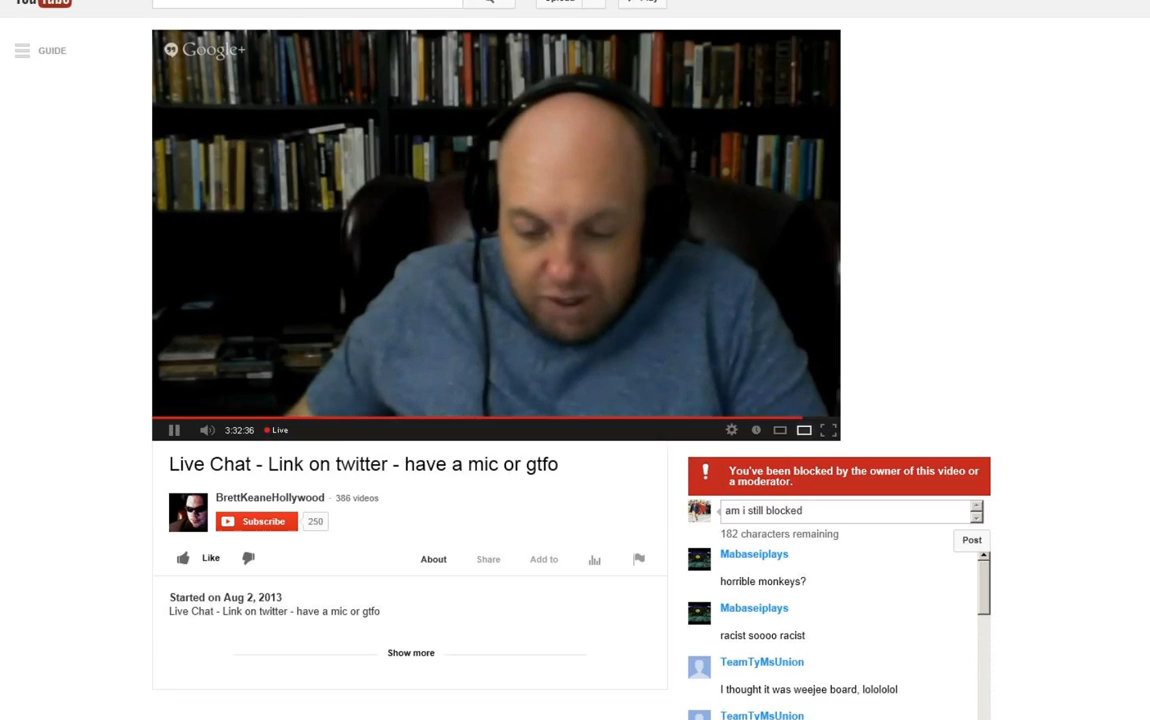 YouTube
Upload
GUIDE
Google+
3:32:36
Live
Live Chat - Link on twitter - have a mic or gtfo
BrettKeaneHollywood · 386 videos
Subscribe
250
Like
About
Share
Add to
Started on Aug 2, 2013
Live Chat - Link on twitter - have a mic or gtfo
Show more
You've been blocked by the owner of this video or
a moderator.
am i still blocked
182 characters remaining
Post
Mabaseiplays
horrible monkeys?
Mabaseiplays
racist soooo racist
TeamTyMsUnion
I thought it was weejee board, lolololol
TeamTyMsUnion